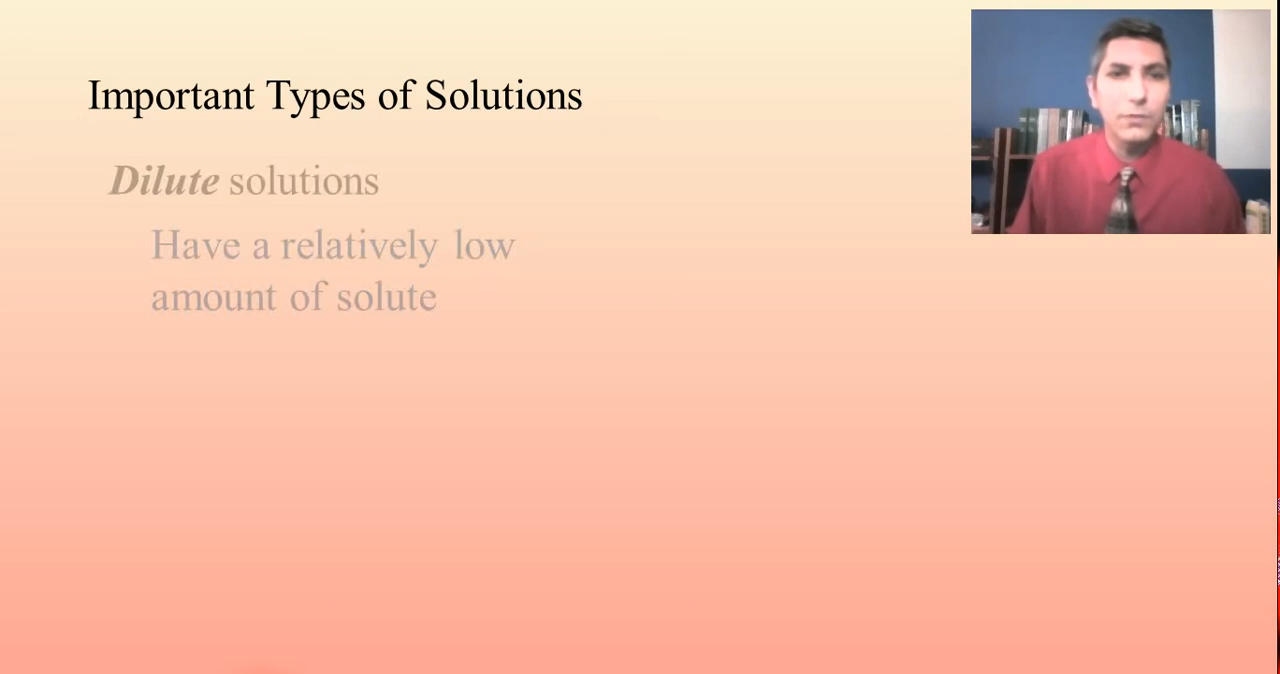 Important Types of Solutions
Dilute solutions
Have a relatively low
amount of solute